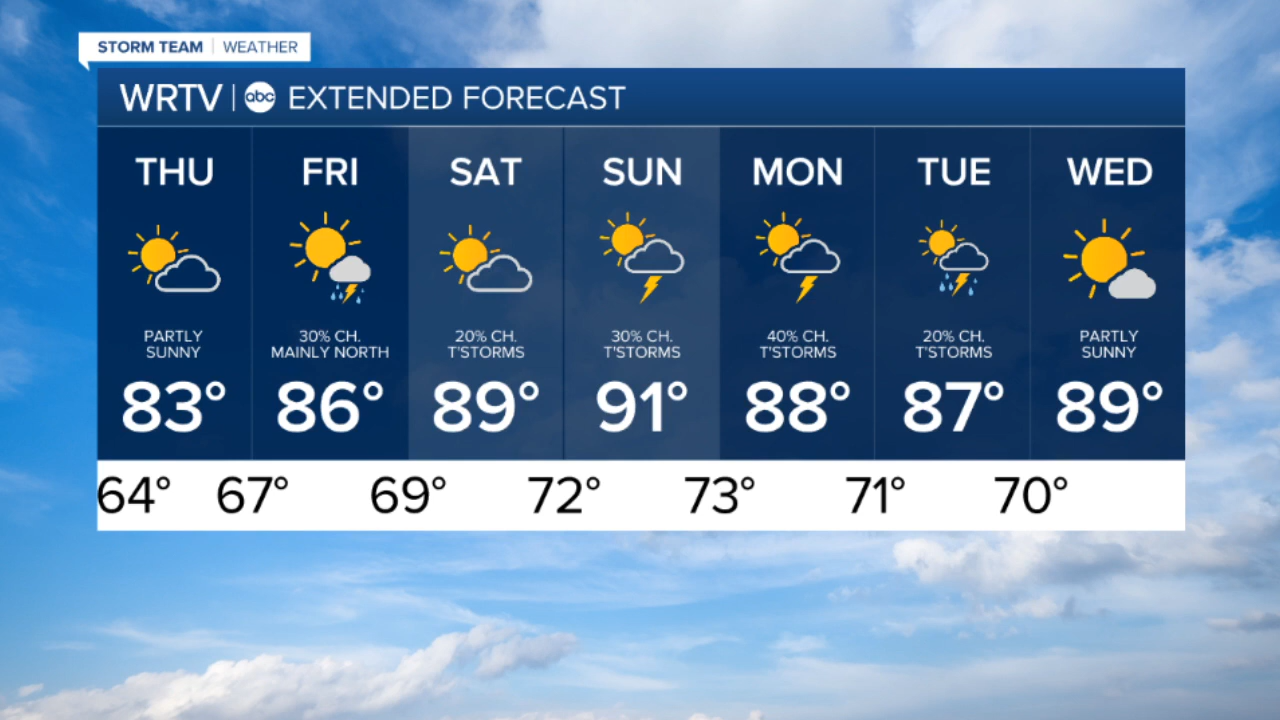 STORM TEAM | WEATHER
WRTV | abc EXTENDED FORECAST
THU FRI SAT SUN MON TUE WED
PARTLY 30% CH. 20% CH. 30% CH. 40% CH. 20% CH. PARTLY
SUNNY MAINLY NORTH T'STORMS T'STORMS T'STORMS T'STORMS SUNNY
83° 86° 89° 91° 88° 87° 89°
64° 67° 69° 72° 73° 71° 70°